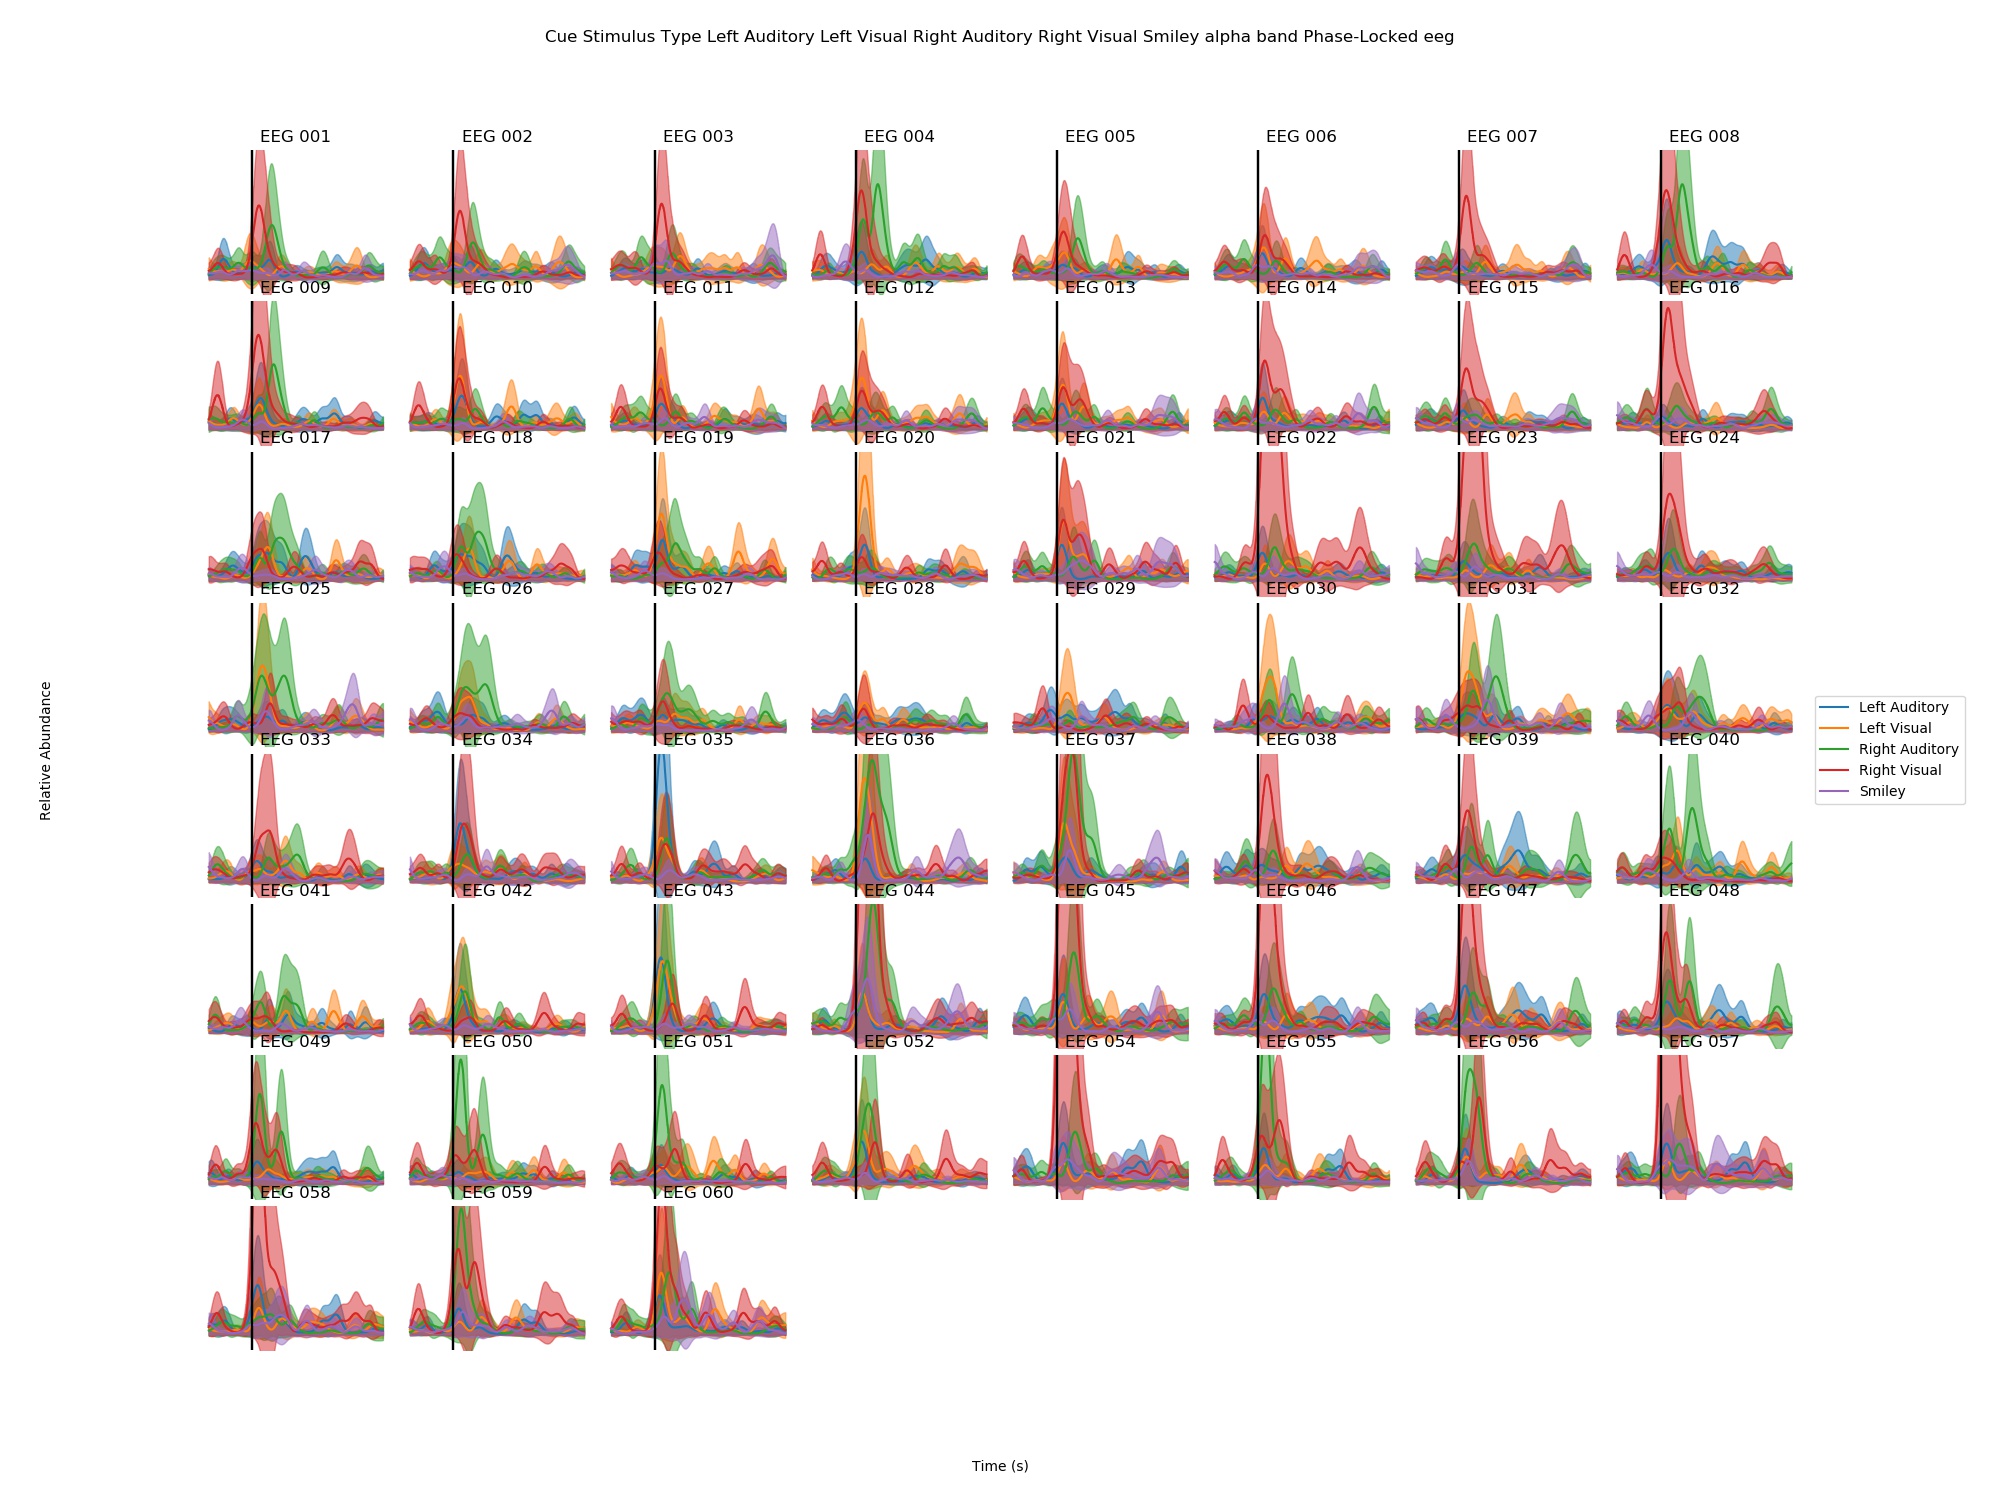 Cue Stimulus Type Left Auditory Left Visual Right Auditory Right Visual Smiley alpha band Phase-Locked eeg
EEG 001 EEG 002 EEG 003 EEG 004 EEG 005 EEG 006 EEG 007 EEG 008
EEG 009 EEG 010 EEG 011 EEG 012 EEG 013 EEG 014 EEG 015 EEG 016
EEG 017 EEG 018 EEG 019 EEG 020 EEG 021 EEG 022 EEG 023 EEG 024
EEG 025 EEG 026 EEG 027 EEG 028 EEG 029 EEG 030 EEG 031 EEG 032
EEG 033 EEG 034 EEG 035 EEG 036 EEG 037 EEG 038 EEG 039 EEG 040
EEG 041 EEG 042 EEG 043 EEG 044 EEG 045 EEG 046 EEG 047 EEG 048
EEG 049 EEG 050 EEG 051 EEG 052 EEG 054 EEG 055 EEG 056 EEG 057
EEG 058 EEG 059 EEG 060
Relative Abundance
Left Auditory
Left Visual
Right Auditory
Right Visual
Smiley
Time (s)